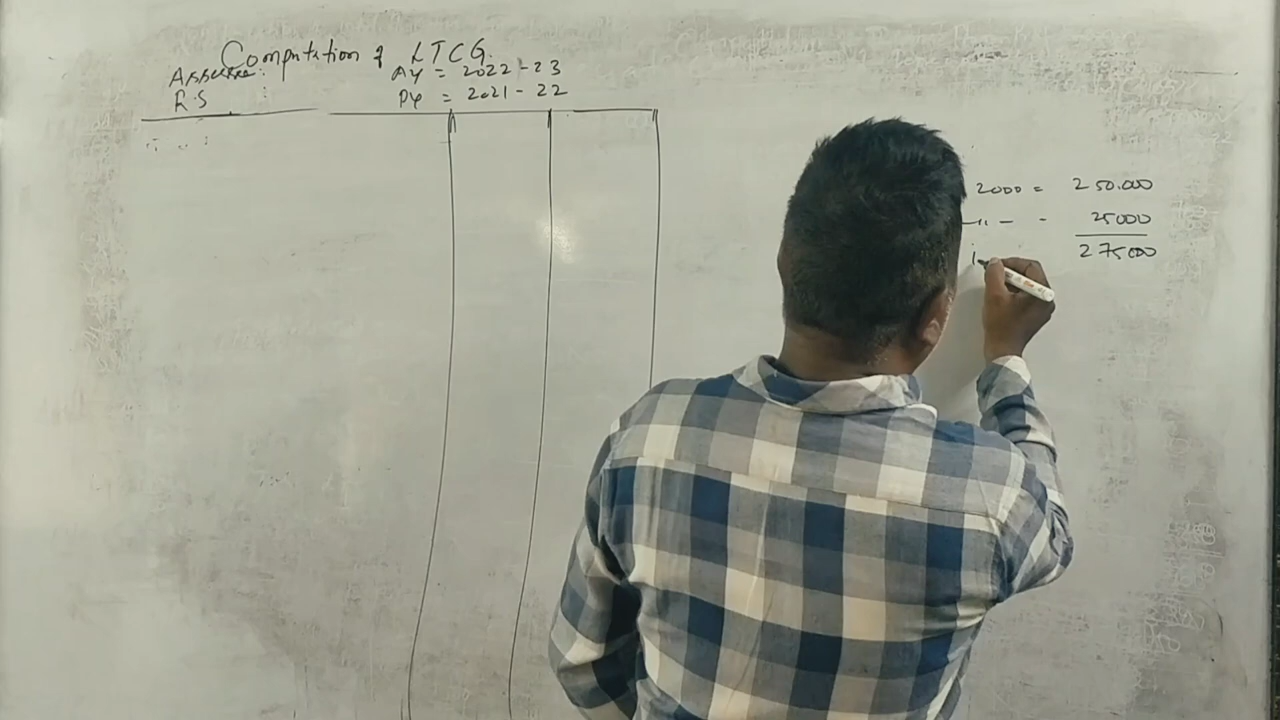 Computation of LTCG
Assessee : AY = 2022-23
R.S : PY = 2021-22
2000 = 250.000
—"— - 25000
275000